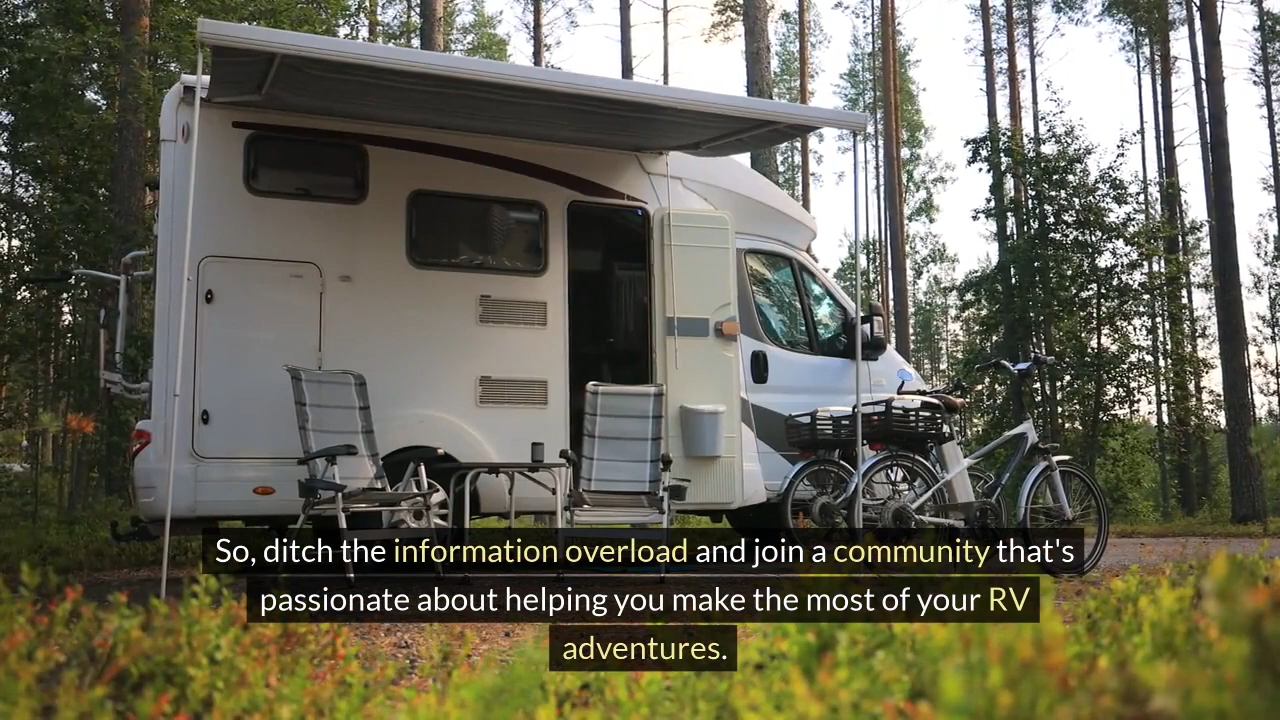 So, ditch the information overload and join a community that's
passionate about helping you make the most of your RV
adventures.